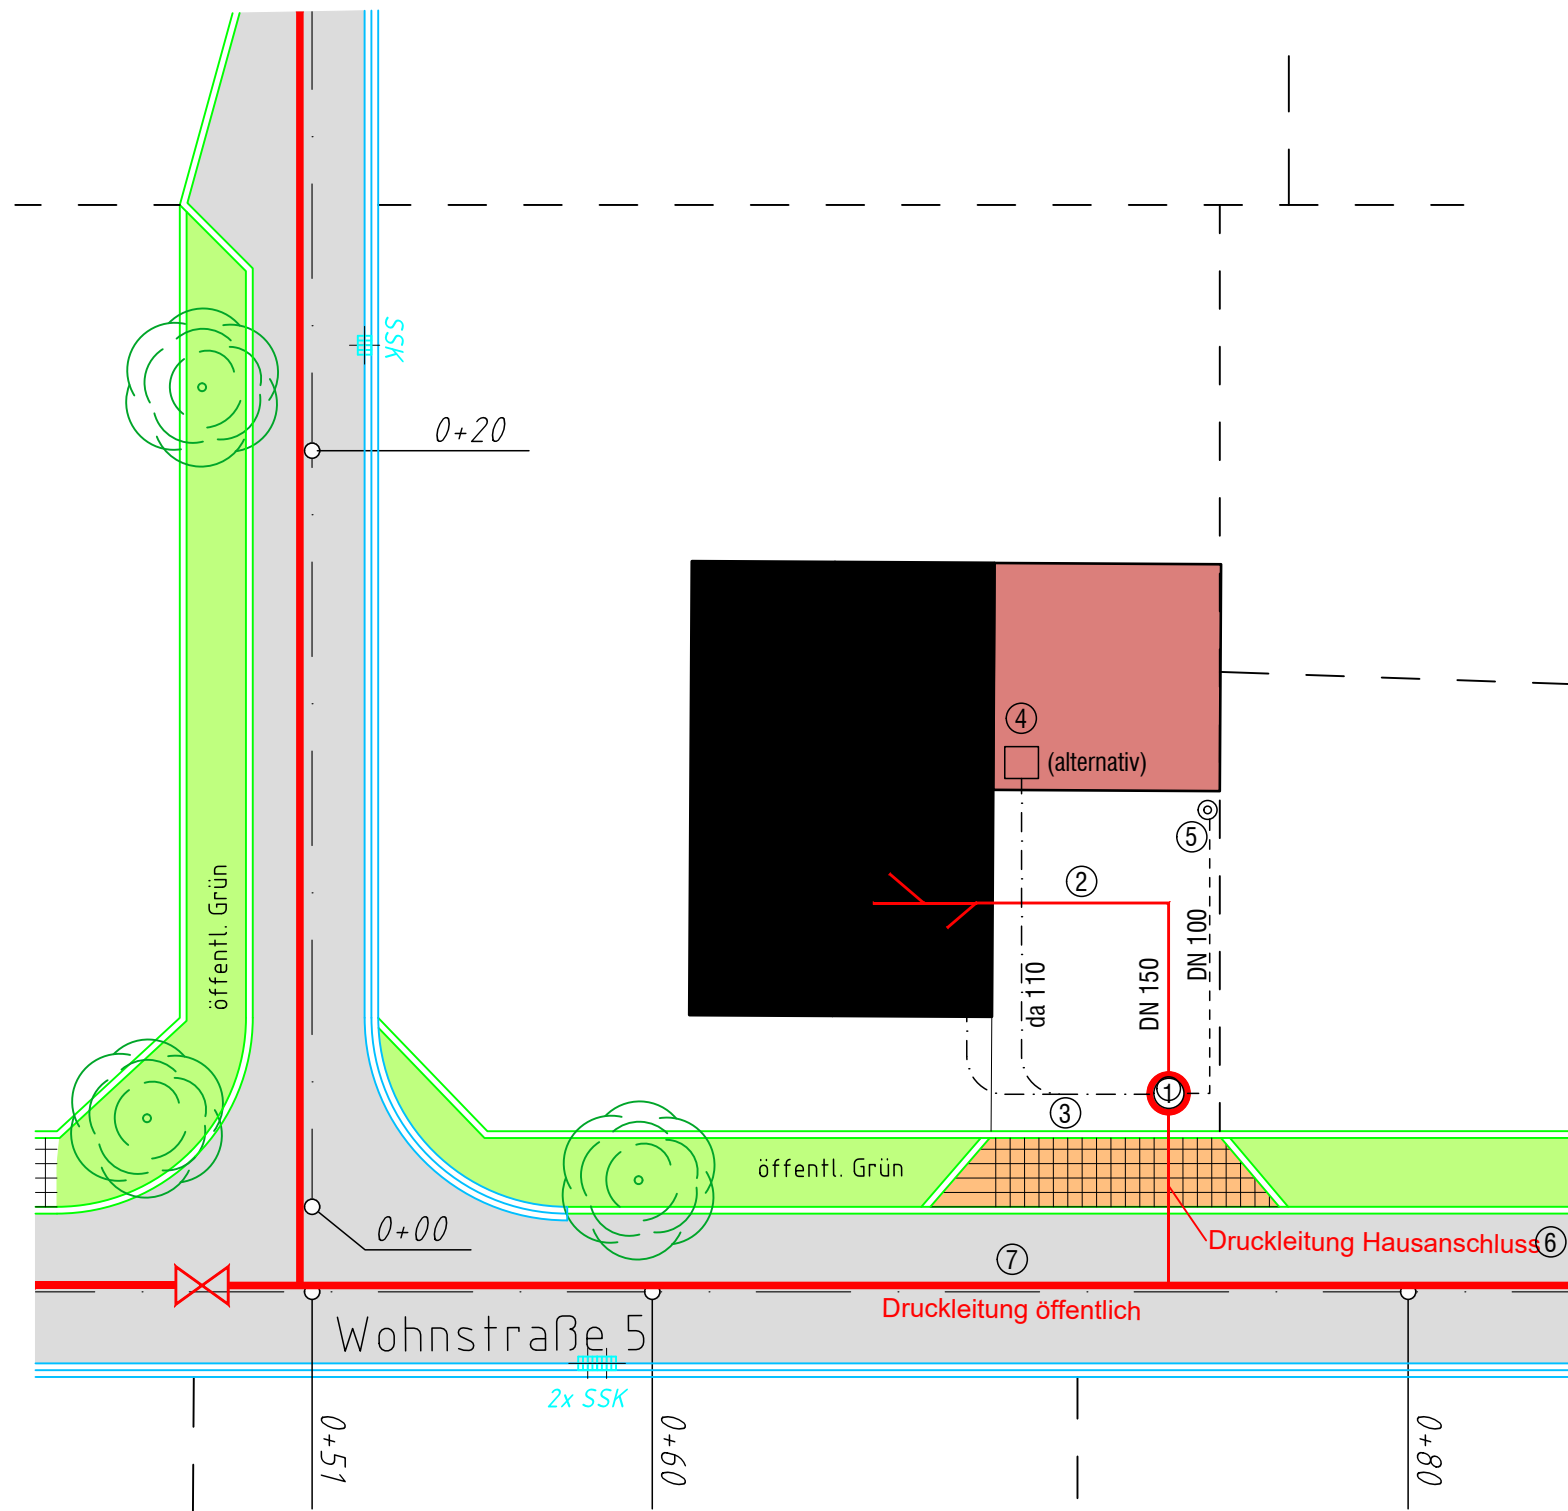 SSK
0+20
4
(alternativ)
5
2
öffentl. Grün
DN 100
da 110
DN 150
1
3
öffentl. Grün
0+00
Druckleitung Hausanschluss 6
7
Druckleitung öffentlich
Wohnstraße 5
2x SSK
0+51
0+60
0+80